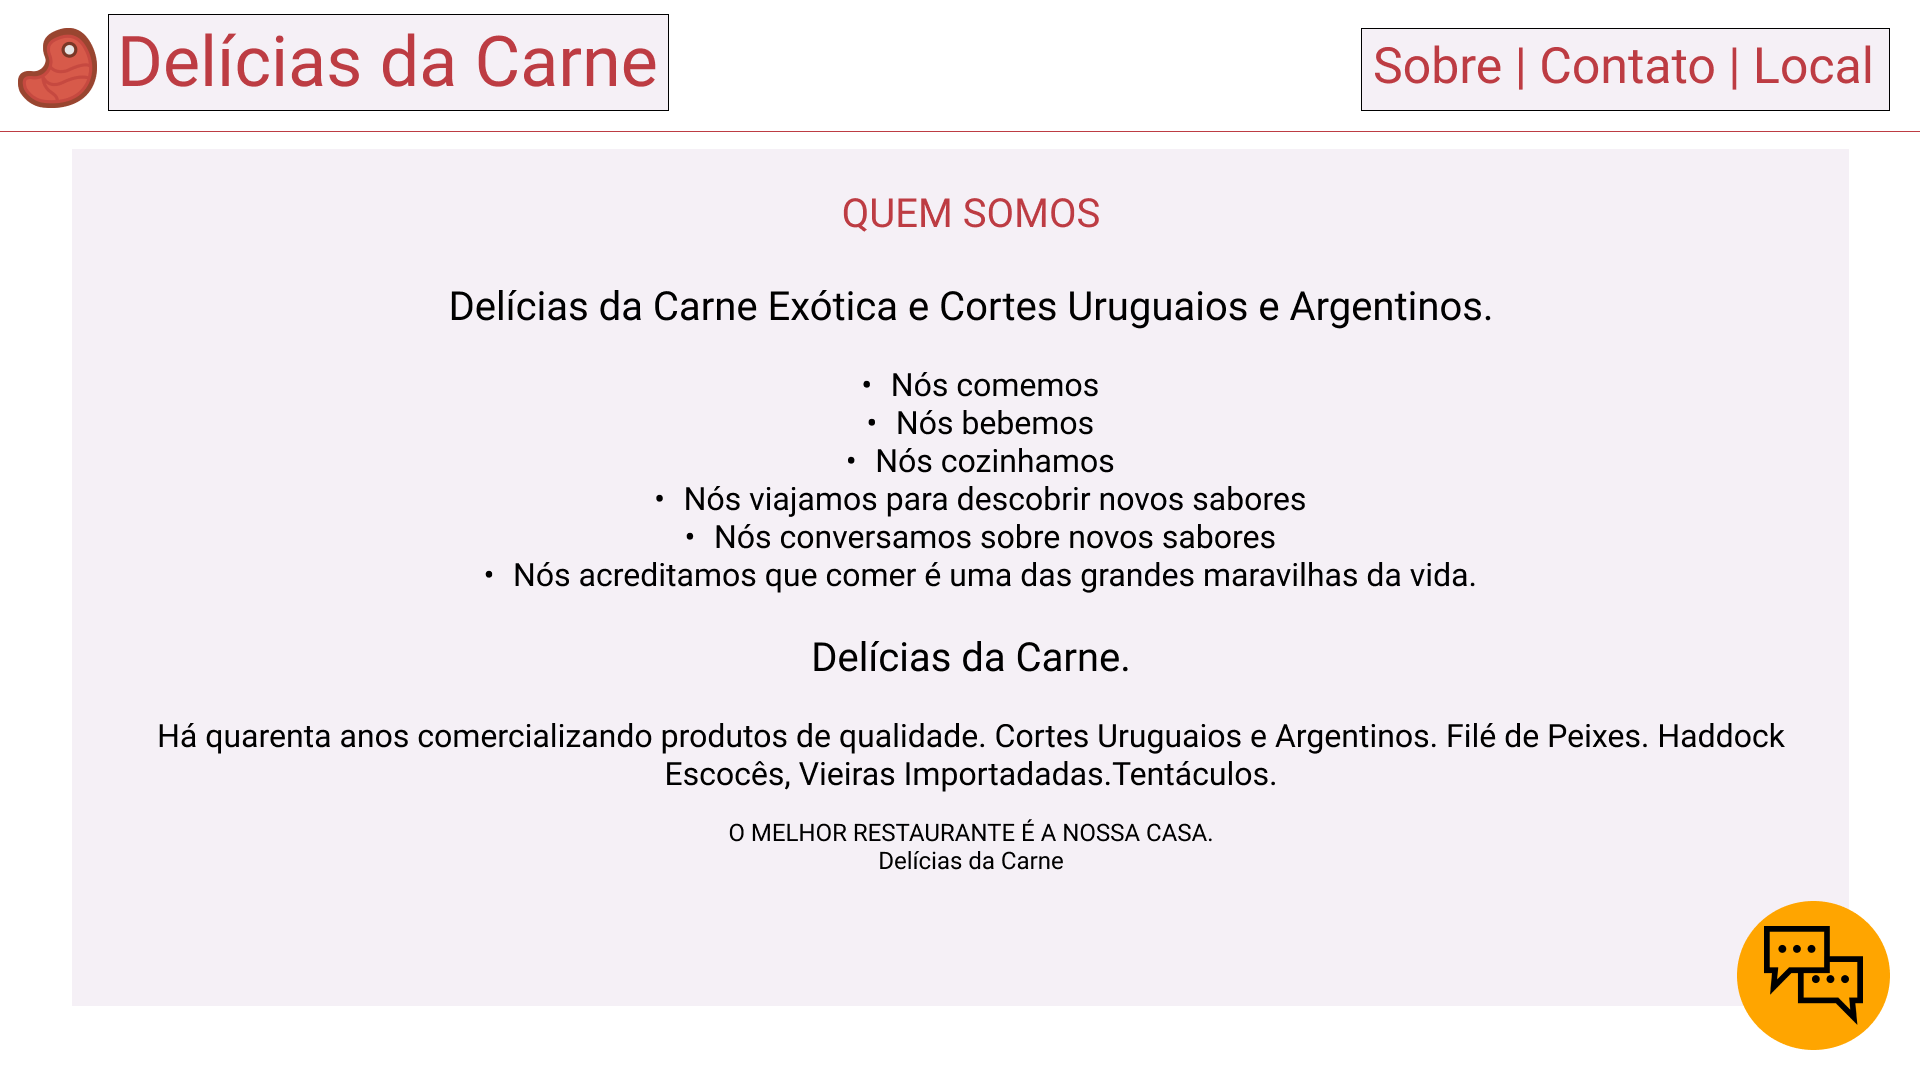 Delícias da Carne
Sobre | Contato | Local
QUEM SOMOS
Delícias da Carne Exótica e Cortes Uruguaios e Argentinos.
• Nós comemos
• Nós bebemos
• Nós cozinhamos
• Nós viajamos para descobrir novos sabores
• Nós conversamos sobre novos sabores
• Nós acreditamos que comer é uma das grandes maravilhas da vida.
Delícias da Carne.
Há quarenta anos comercializando produtos de qualidade. Cortes Uruguaios e Argentinos. Filé de Peixes. Haddock
Escocês, Vieiras Importadadas.Tentáculos.
O MELHOR RESTAURANTE É A NOSSA CASA.
Delícias da Carne